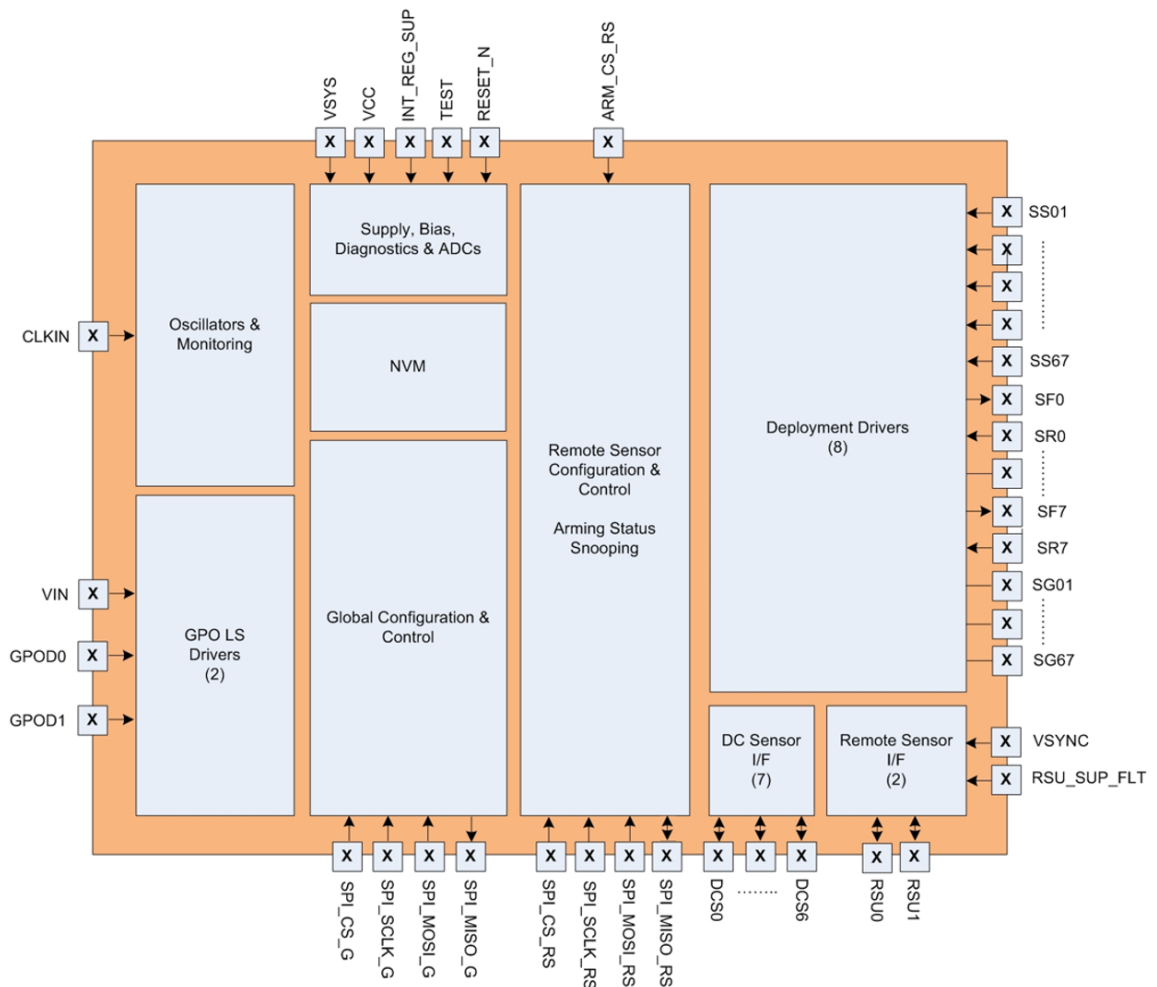 VSYS
VCC
INT_REG_SUP
TEST
RESET_N
ARM_CS_RS
X
X
X
X
X
X
Supply, Bias,
Diagnostics & ADCs
Oscillators &
Monitoring
NVM
CLKIN
X
Remote Sensor
Configuration &
Control
Arming Status
Snooping
Deployment Drivers
(8)
X
SS01
X
X
X
X
SS67
X
SF0
X
SR0
X
X
SF7
X
SR7
X
SG01
X
X
SG67
VIN
X
GPOD0
X
GPOD1
X
GPO LS
Drivers
(2)
Global Configuration &
Control
DC Sensor
I/F
(7)
Remote Sensor
I/F
(2)
X
VSYNC
X
RSU_SUP_FLT
X
X
X
X
X
X
X
X
X
X
X
X
X
SPI_CS_G
SPI_SCLK_G
SPI_MOSI_G
SPI_MISO_G
SPI_CS_RS
SPI_SCLK_RS
SPI_MOSI_RS
SPI_MISO_RS
DCS0
........
DCS6
RSU0
RSU1